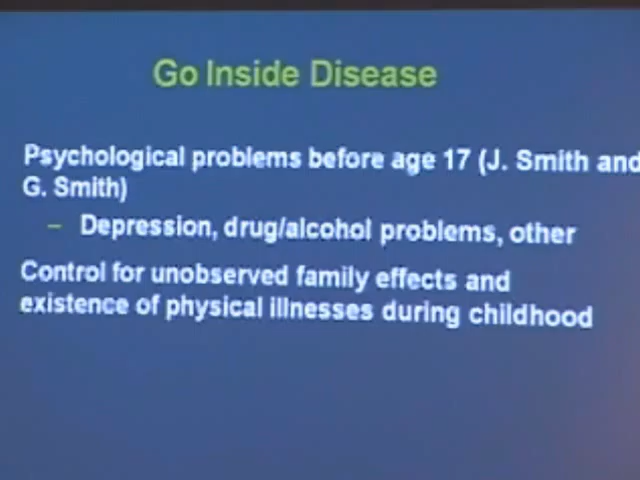 Go Inside Disease
Psychological problems before age 17 (J. Smith and
G. Smith)
– Depression, drug/alcohol problems, other
Control for unobserved family effects and
existence of physical illnesses during childhood